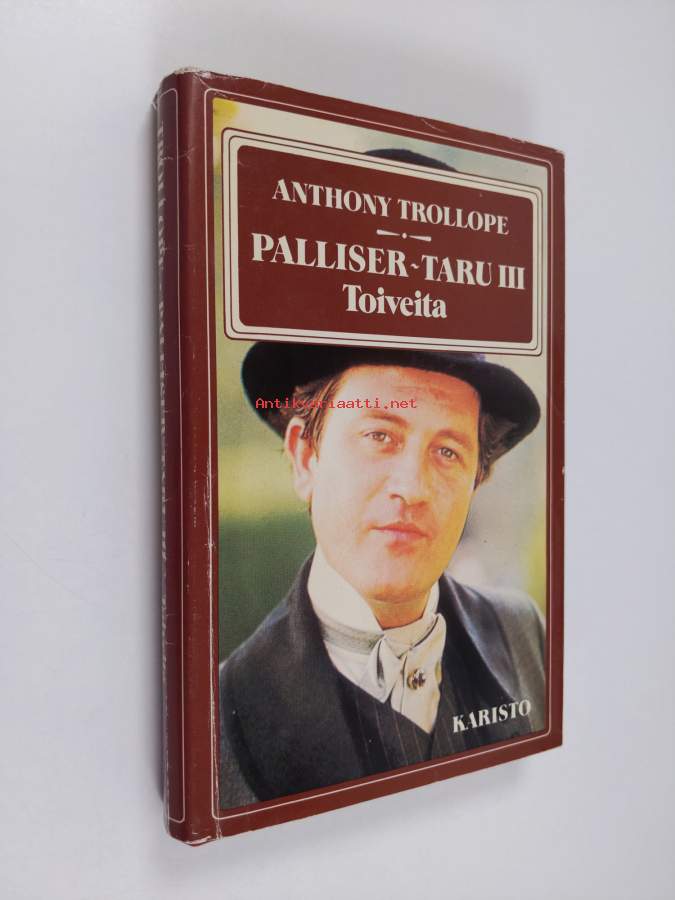 ANTHONY TROLLOPE
PALLISER~TARU III
Toiveita
Antikvariaatti.net
KARISTO